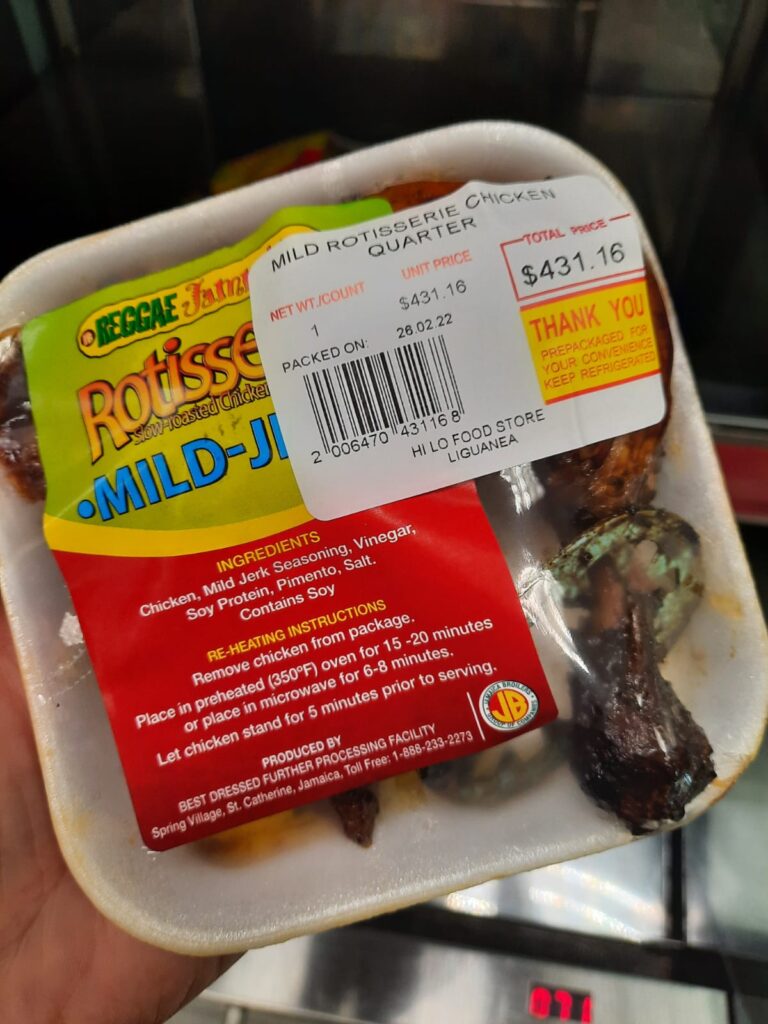 MILD ROTISSERIE CHICKEN
QUARTER
NET WT./COUNT
UNIT PRICE
TOTAL PRICE
1
$431.16
$431.16
PACKED ON:
26.02.22
THANK YOU
PREPACKAGED FOR
YOUR CONVENIENCE
KEEP REFRIGERATED
2 006470 431168
HI LO FOOD STORE
LIGUANEA
REGGAE
Slow-roasted Chicken
INGREDIENTS
Chicken, Mild Jerk Seasoning, Vinegar,
Soy Protein, Pimento, Salt.
Contains Soy
RE-HEATING INSTRUCTIONS
Remove chicken from package.
Place in preheated (350ºF) oven for 15 -20 minutes
or place in microwave for 6-8 minutes.
Let chicken stand for 5 minutes prior to serving.
PRODUCED BY
BEST DRESSED FURTHER PROCESSING FACILITY
Spring Village, St. Catherine, Jamaica, Toll Free: 1-888-233-2273
JB